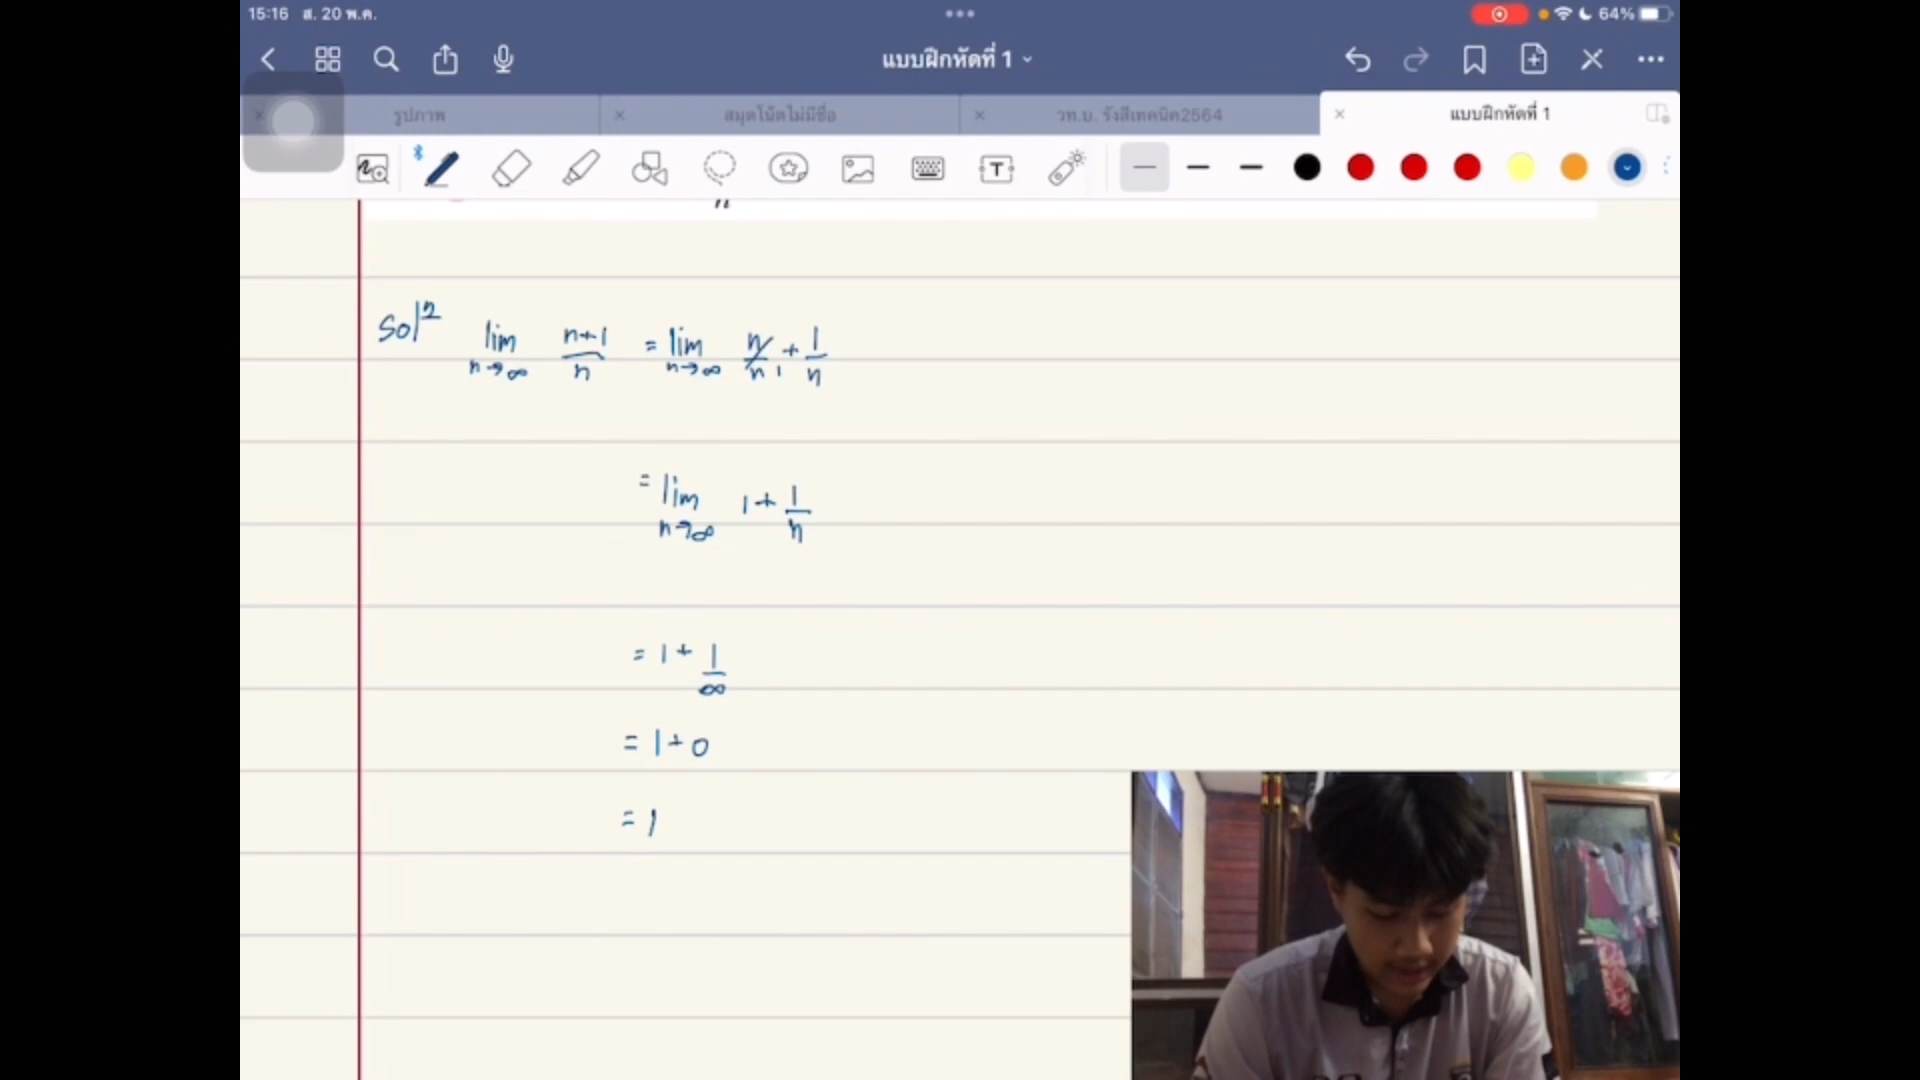 15:16 ส. 20 พ.ค.
64%
แบบฝึกหัดที่ 1
รูปภาพ
สมุดโน้ตไม่มีชื่อ
วท.บ. รังสีเทคนิค2564
แบบฝึกหัดที่ 1
n
Solⁿ lim n→∞ (n+1)/n = lim n→∞ n/n 1 + 1/n
= lim n→∞ 1 + 1/n
= 1 + 1/∞
= 1 + 0
= 1